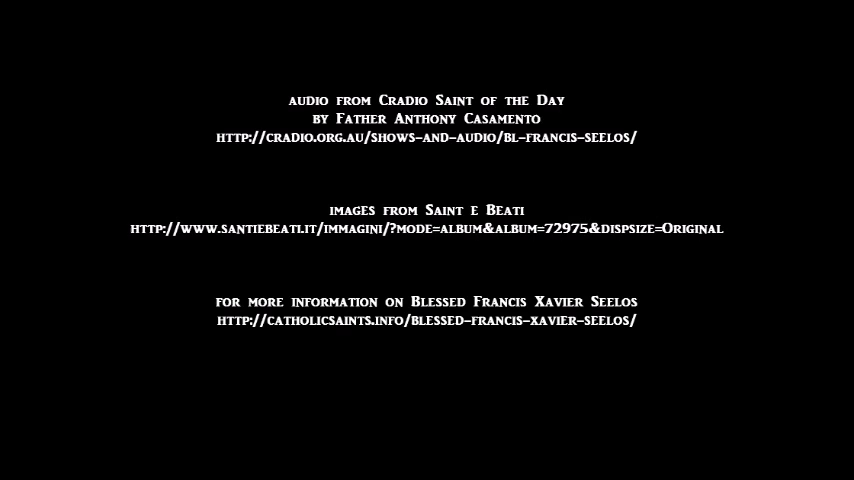 audio from Cradio Saint of the Day
by Father Anthony Casamento
http://cradio.org.au/shows-and-audio/bl-francis-seelos/
images from Saint e Beati
http://www.santiebeati.it/immagini/?mode=album&album=72975&dispsize=Original
for more information on Blessed Francis Xavier Seelos
http://catholicsaints.info/blessed-francis-xavier-seelos/